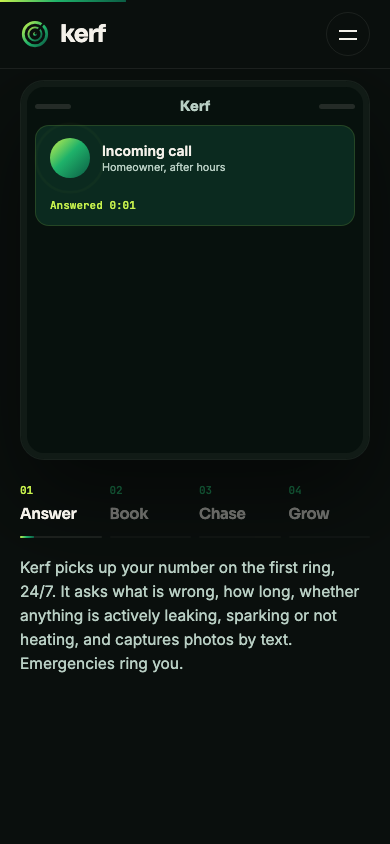 kerf
Kerf
Incoming call
Homeowner, after hours
Answered 0:01
01 02 03 04
Answer Book Chase Grow
Kerf picks up your number on the first ring,
24/7. It asks what is wrong, how long, whether
anything is actively leaking, sparking or not
heating, and captures photos by text.
Emergencies ring you.